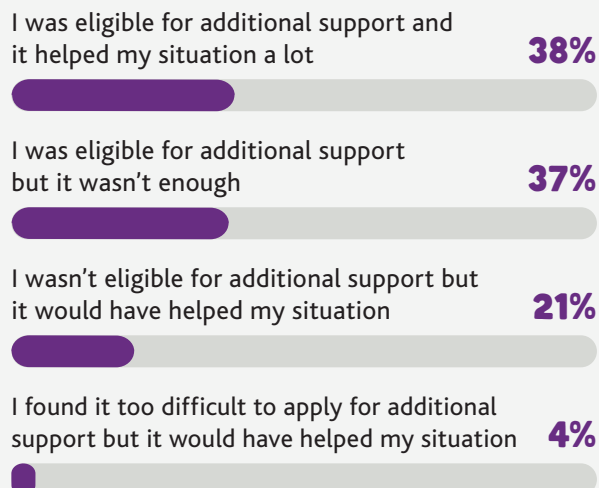 I was eligible for additional support and
it helped my situation a lot 38%
I was eligible for additional support
but it wasn't enough 37%
I wasn't eligible for additional support but
it would have helped my situation 21%
I found it too difficult to apply for additional
support but it would have helped my situation 4%